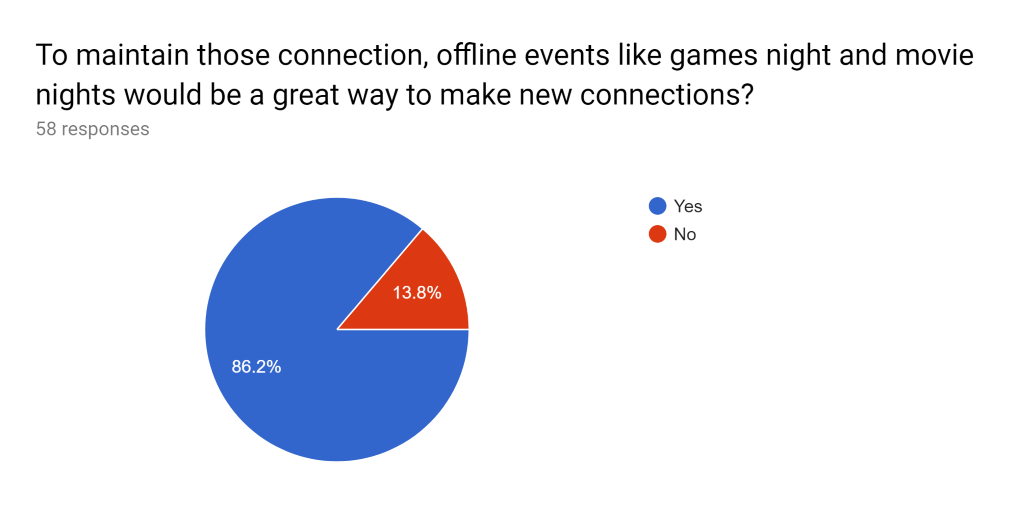 To maintain those connection, offline events like games night and movie
nights would be a great way to make new connections?
58 responses
Yes
No
13.8%
86.2%